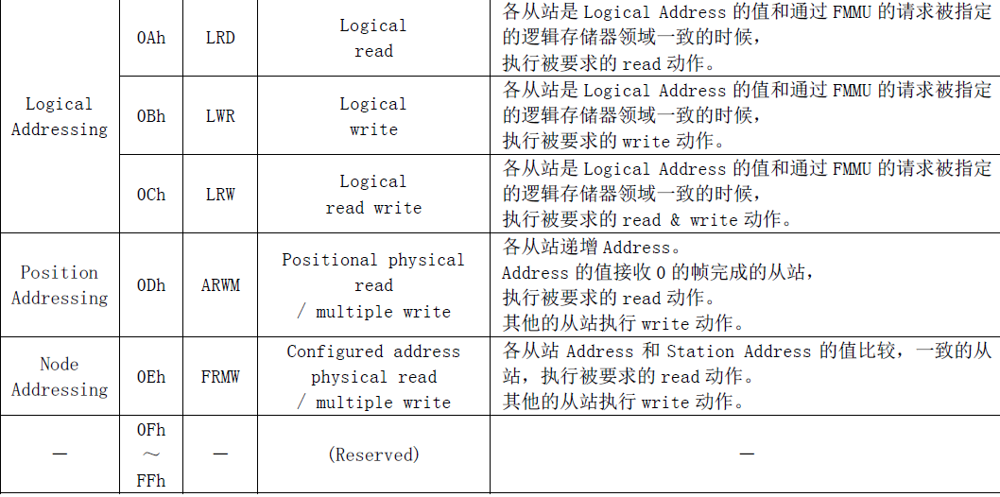 Logical
Addressing
0Ah
LRD
Logical
read
各从站是 Logical Address 的值和通过 FMMU 的请求被指定
的逻辑存储器领域一致的时候，
执行被要求的 read 动作。
0Bh
LWR
Logical
write
各从站是 Logical Address 的值和通过 FMMU 的请求被指定
的逻辑存储器领域一致的时候，
执行被要求的 write 动作。
0Ch
LRW
Logical
read write
各从站是 Logical Address 的值和通过 FMMU 的请求被指定
的逻辑存储器领域一致的时候，
执行被要求的 read & write 动作。
Position
Addressing
0Dh
ARWM
Positional physical
read
/ multiple write
各从站递增 Address。
Address 的值接收 0 的帧完成的从站，
执行被要求的 read 动作。
其他的从站执行 write 动作。
Node
Addressing
0Eh
FRMW
Configured address
physical read
/ multiple write
各从站 Address 和 Station Address 的值比较，一致的从
站，执行被要求的 read 动作。
其他的从站执行 write 动作。
－
0Fh
～
FFh
－
(Reserved)
－